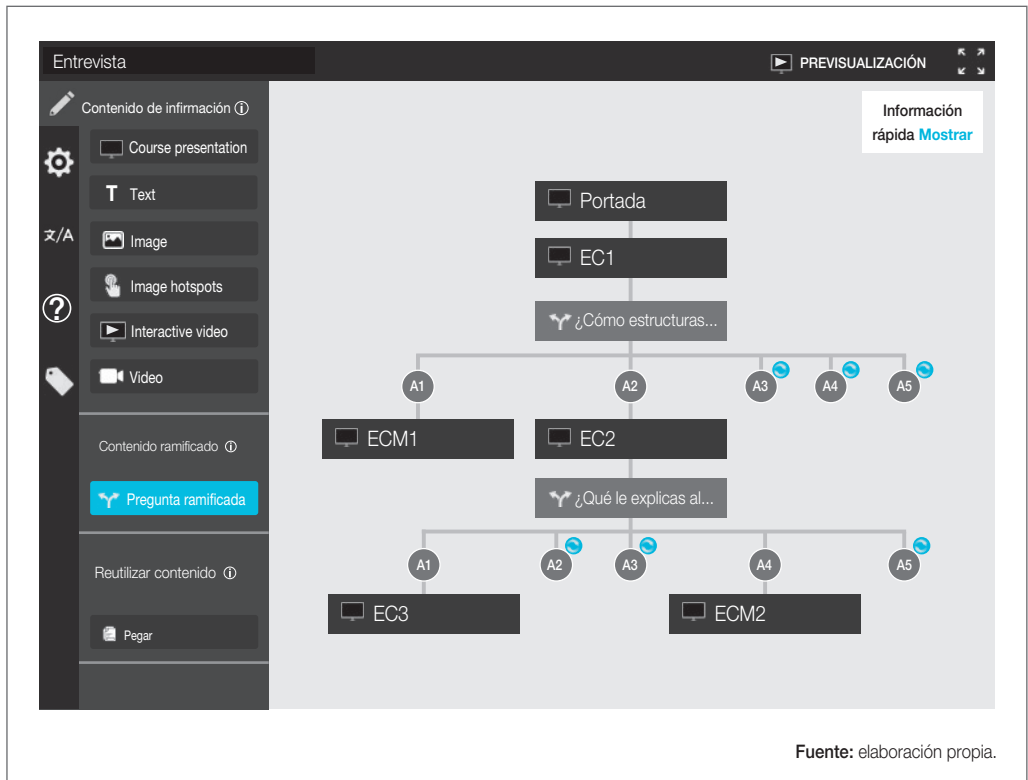 Entrevista
PREVISUALIZACIÓN
Contenido de infirmación
Course presentation
T Text
Image
Image hotspots
Interactive video
Video
Contenido ramificado
Pregunta ramificada
Reutilizar contenido
Pegar
文/A
?
Información
rápida Mostrar
Portada
EC1
¿Cómo estructuras...
A1
A2
A3
A4
A5
ECM1
EC2
¿Qué le explicas al...
A1
A2
A3
A4
A5
EC3
ECM2
Fuente: elaboración propia.